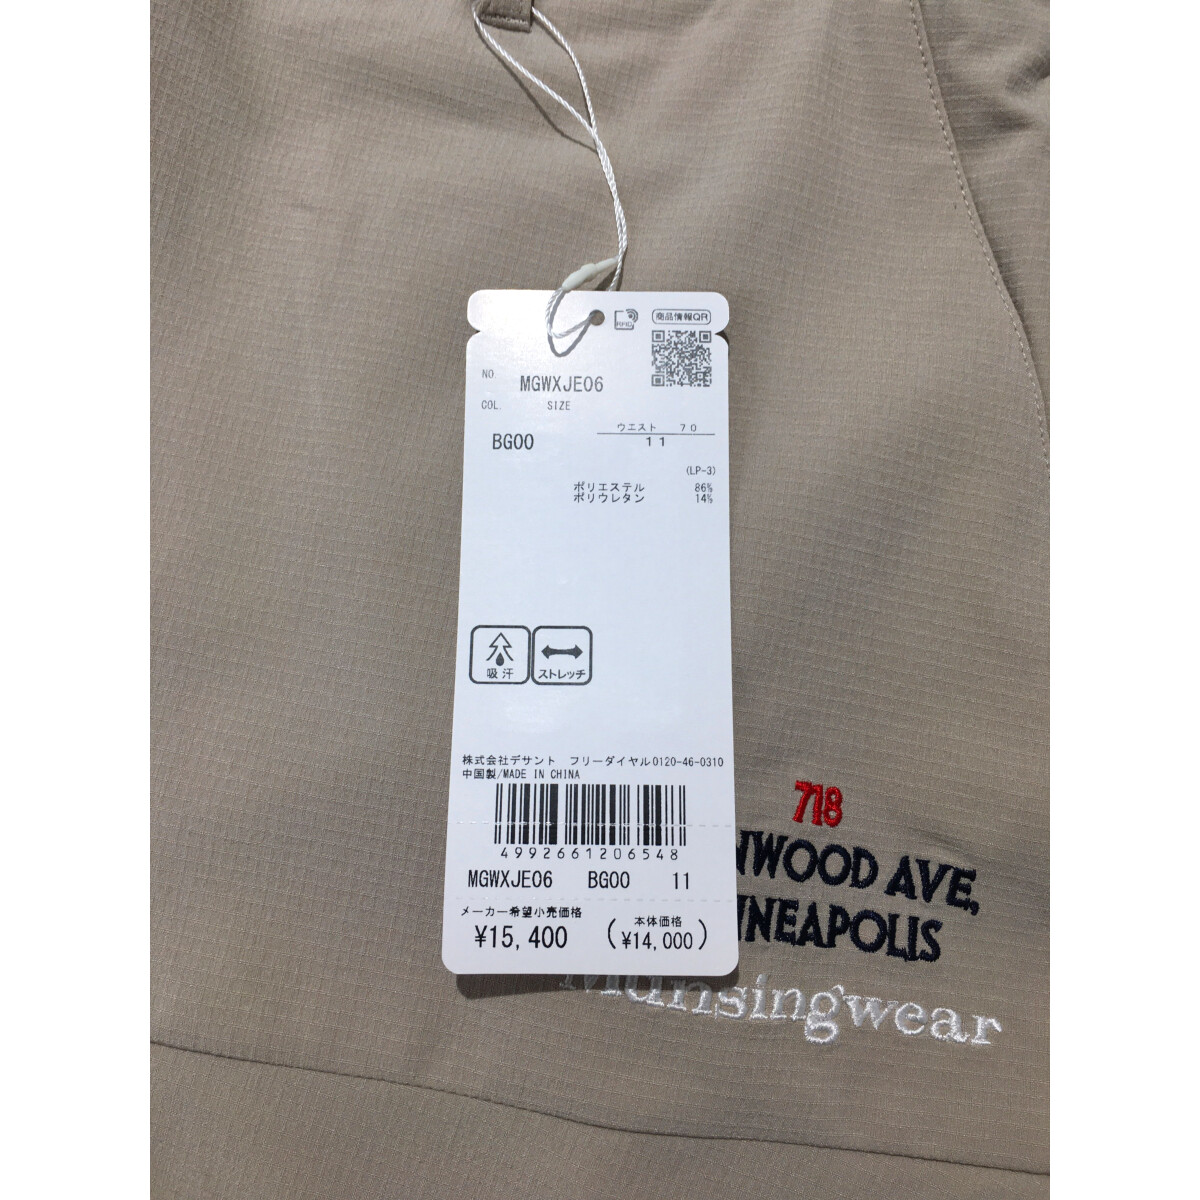 RFID 商品情報QR
NO. MGWXJE06
COL. SIZE
BG00 ウエスト 70
11
(LP-3)
ポリエステル 86%
ポリウレタン 14%
吸汗 ストレッチ
株式会社デサント フリーダイヤル0120-46-0310
中国製/MADE IN CHINA
4992661206548
MGWXJE06 BG00 11
メーカー希望小売価格 本体価格
¥15,400 (¥14,000)
718
NWOOD AVE,
NEAPOLIS
Munsingwear